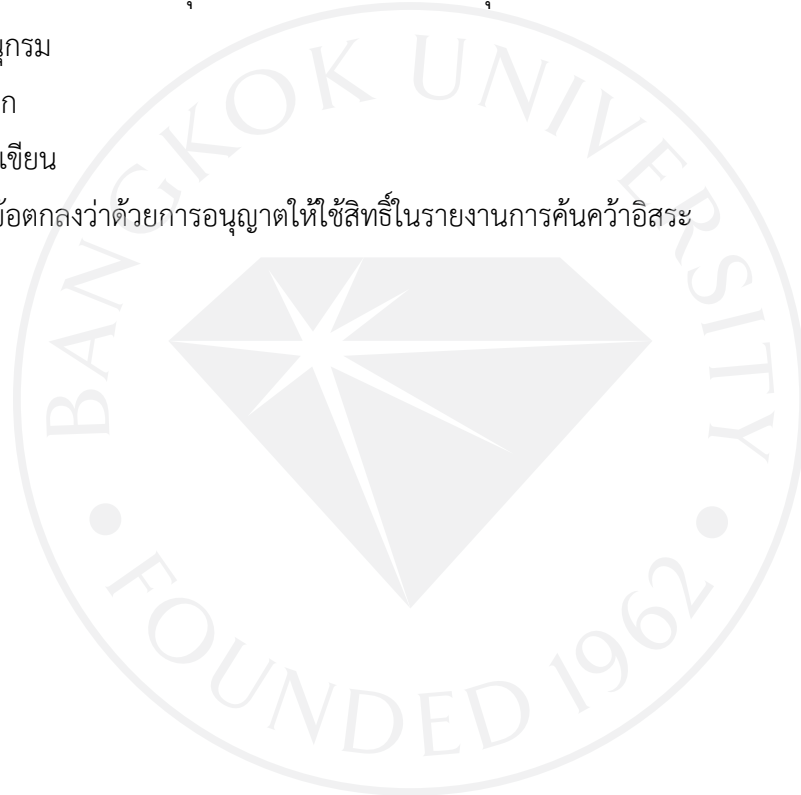 นุกรม
ก
เขียน
ข้อตกลงว่าด้วยการอนุญาตให้ใช้สิทธิ์ในรายงานการค้นคว้าอิสระ
BANGKOK UNIVERSITY
FOUNDED 1962